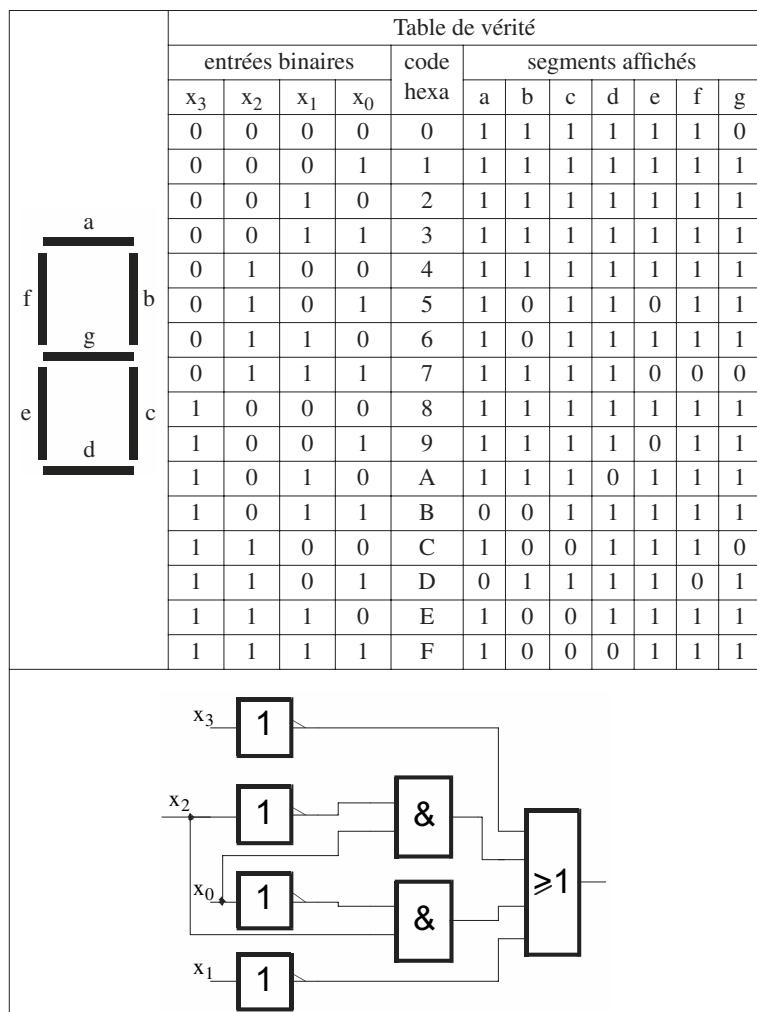 Table de vérité
entrées binaires code hexa segments affichés
x3 x2 x1 x0 a b c d e f g
0 0 0 0 0 1 1 1 1 1 1 0
0 0 0 1 1 1 1 1 1 1 1 1
0 0 1 0 2 1 1 1 1 1 1 1
0 0 1 1 3 1 1 1 1 1 1 1
0 1 0 0 4 1 1 1 1 1 1 1
0 1 0 1 5 1 0 1 1 0 1 1
0 1 1 0 6 1 0 1 1 1 1 1
0 1 1 1 7 1 1 1 1 0 0 0
1 0 0 0 8 1 1 1 1 1 1 1
1 0 0 1 9 1 1 1 1 0 1 1
1 0 1 0 A 1 1 1 0 1 1 1
1 0 1 1 B 0 0 1 1 1 1 1
1 1 0 0 C 1 0 0 1 1 1 0
1 1 0 1 D 0 1 1 1 1 0 1
1 1 1 0 E 1 0 0 1 1 1 1
1 1 1 1 F 1 0 0 0 1 1 1
a
f b
g
e c
d
x3 1
x2 1 &
x0 1 & ⩾1
x1 1